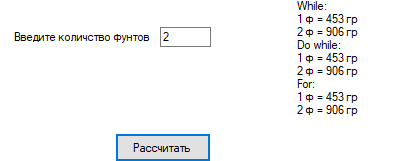 Введите количство фунтов 2
While:
1 ф = 453 гр
2 ф = 906 гр
Do while:
1 ф = 453 гр
2 ф = 906 гр
For:
1 ф = 453 гр
2 ф = 906 гр
Рассчитать